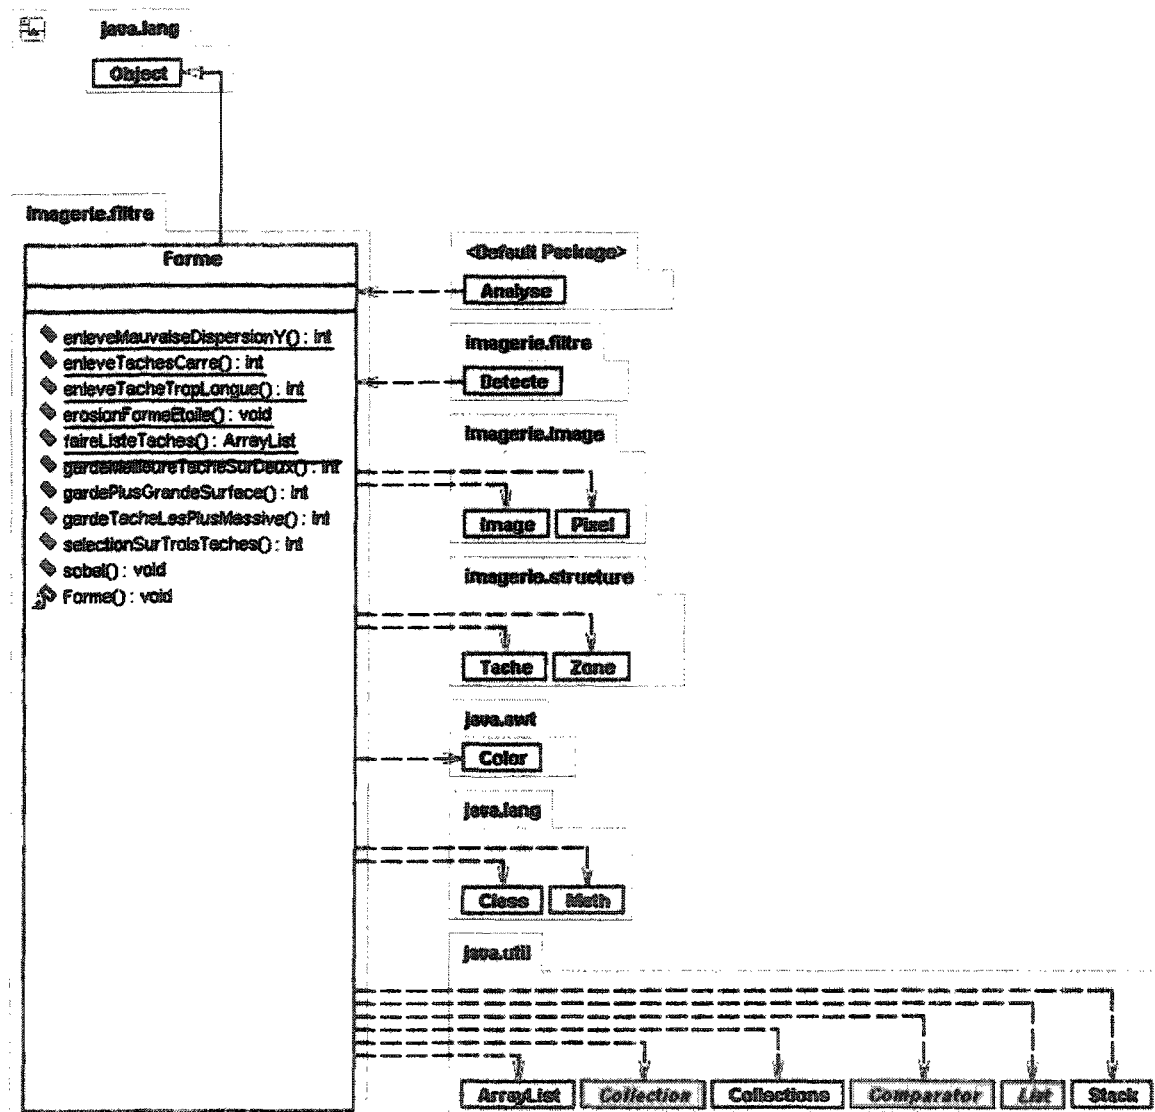 java.lang
Object
imagerie.filtre
Forme
enleveMauvaiseDispersionY() : int
enleveTachesCarre() : int
enleveTacheTropLongue() : int
erosionFormeEtoile() : void
faireListeTaches() : ArrayList
gardeMeilleureTacheSurDeux() : int
gardePlusGrandeSurface() : int
gardeTacheLesPlusMassive() : int
selectionSurTroisTaches() : int
sobel() : void
Forme() : void
<Default Package>
Analyse
imagerie.filtre
Detecte
imagerie.image
Image Pixel
imagerie.structure
Tache Zone
java.awt
Color
java.lang
Class Math
java.util
ArrayList Collection Collections Comparator List Stack